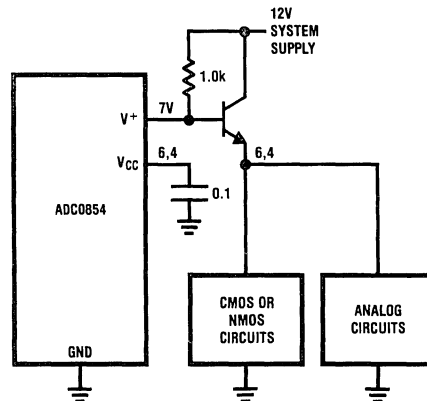 12V
SYSTEM
SUPPLY
1.0k
V+
7V
VCC
6,4
6,4
0.1
ADC0854
GND
CMOS OR
NMOS
CIRCUITS
ANALOG
CIRCUITS